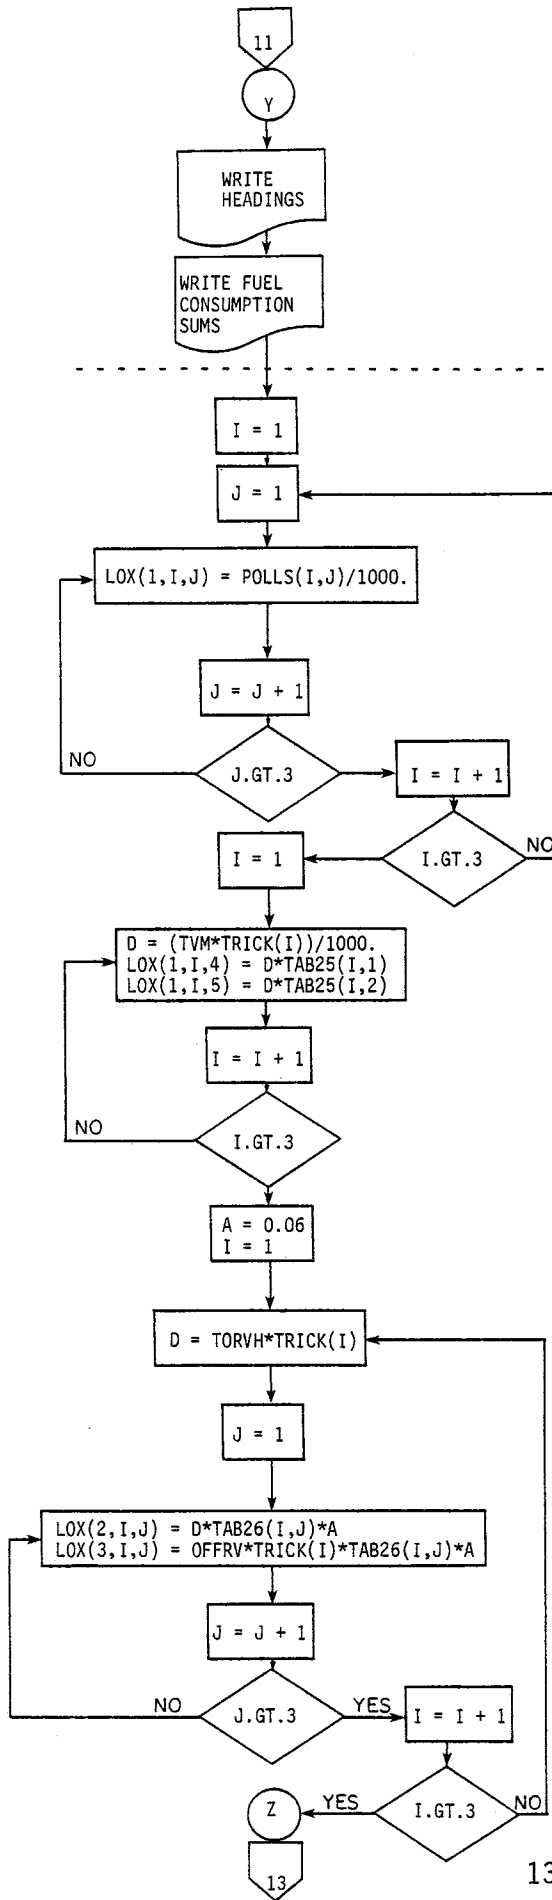 11
Y
WRITE
HEADINGS
WRITE FUEL
CONSUMPTION
SUMS
I = 1
J = 1
LOX(1,I,J) = POLLS(I,J)/1000.
J = J + 1
NO
J.GT.3
I = I + 1
I = 1
I.GT.3
NO
D = (TVM*TRICK(I))/1000.
LOX(1,I,4) = D*TAB25(I,1)
LOX(1,I,5) = D*TAB25(I,2)
I = I + 1
NO
I.GT.3
A = 0.06
I = 1
D = TORVH*TRICK(I)
J = 1
LOX(2,I,J) = D*TAB26(I,J)*A
LOX(3,I,J) = OFFRV*TRICK(I)*TAB26(I,J)*A
J = J + 1
NO
J.GT.3
YES
I = I + 1
Z
YES
I.GT.3
NO
13
13